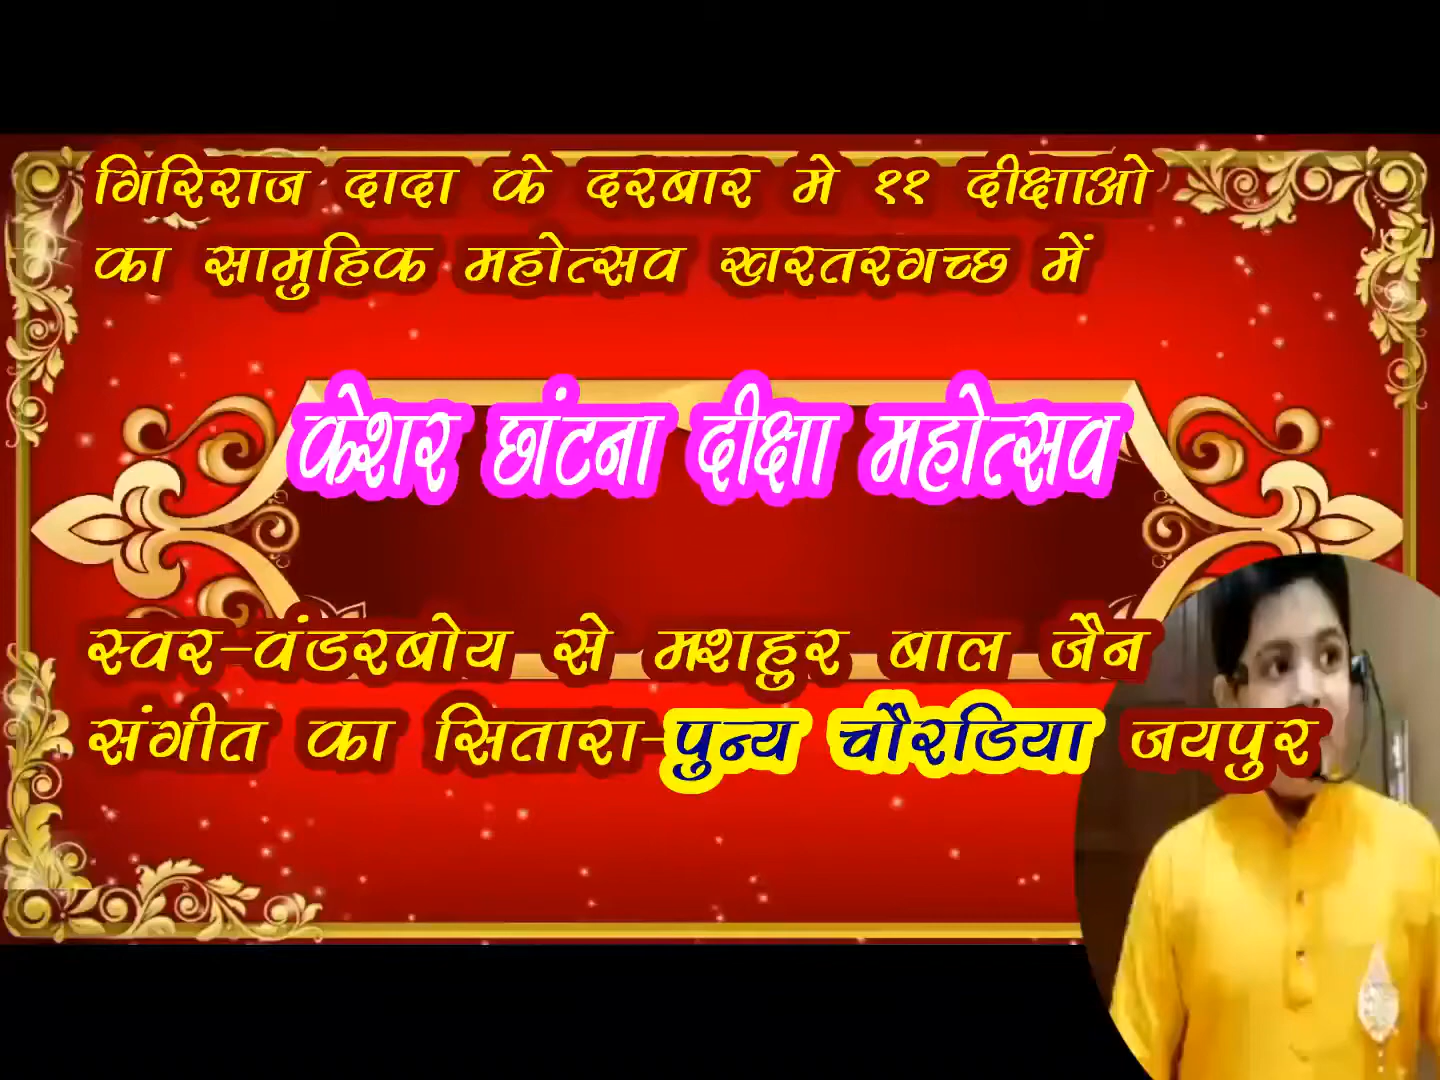 गिरिराज दादा के दरबार मे ११ दीक्षाओ
का सामुहिक महोत्सव खरतरगच्छ में
केशर छांटना दीक्षा महोत्सव
स्वर-वंडरबोय से मशहुर बाल जैन
संगीत का सितारा-पुन्य चौरडिया जयपुर